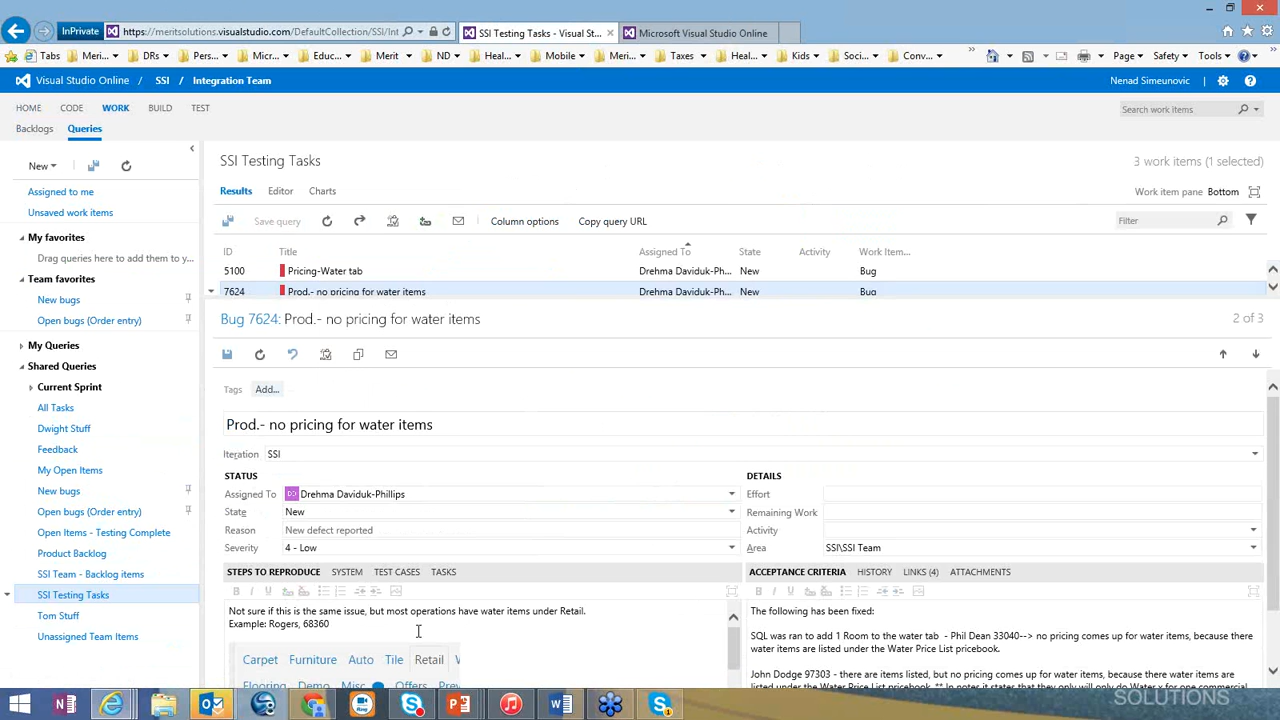 InPrivate https://meritsolutions.visualstudio.com/DefaultCollection/SSI/Int SSI Testing Tasks - Visual St... Microsoft Visual Studio Online
Tabs Meri... DRs Pers... Micr... Educ... Merit ND Heal... Mobile Meri... Taxes Heal... Kids Soci... Conv... » Page Safety Tools »
Visual Studio Online / SSI / Integration Team Nenad Simeunovic
HOME CODE WORK BUILD TEST Search work items
Backlogs Queries
New
Assigned to me
Unsaved work items
My favorites
Drag queries here to add them to y...
Team favorites
New bugs
Open bugs (Order entry)
My Queries
Shared Queries
Current Sprint
All Tasks
Dwight Stuff
Feedback
My Open Items
New bugs
Open bugs (Order entry)
Open Items - Testing Complete
Product Backlog
SSI Team - Backlog items
SSI Testing Tasks
Tom Stuff
Unassigned Team Items
SSI Testing Tasks 3 work items (1 selected)
Results Editor Charts Work item pane Bottom
Save query Column options Copy query URL Filter
ID Title Assigned To State Activity Work Item...
5100 Pricing-Water tab Drehma Daviduk-Ph... New Bug
7624 Prod.- no pricing for water items Drehma Daviduk-Ph... New Bug
Bug 7624: Prod.- no pricing for water items 2 of 3
Tags Add...
Prod.- no pricing for water items
Iteration SSI
STATUS
Assigned To DD Drehma Daviduk-Phillips
State New
Reason New defect reported
Severity 4 - Low
DETAILS
Effort
Remaining Work
Activity
Area SSI\SSI Team
STEPS TO REPRODUCE SYSTEM TEST CASES TASKS
B I U
Not sure if this is the same issue, but most operations have water items under Retail.
Example: Rogers, 68360
Carpet Furniture Auto Tile Retail
Flooring Demo Misc Offers Prev
ACCEPTANCE CRITERIA HISTORY LINKS (4) ATTACHMENTS
B I U
The following has been fixed:
SQL was ran to add 1 Room to the water tab - Phil Dean 33040--> no pricing comes up for water items, because there
water items are listed under the Water Price List pricebook.
John Dodge 97303 - there are items listed, but no pricing comes up for water items, because there water items are
SOLUTIONS